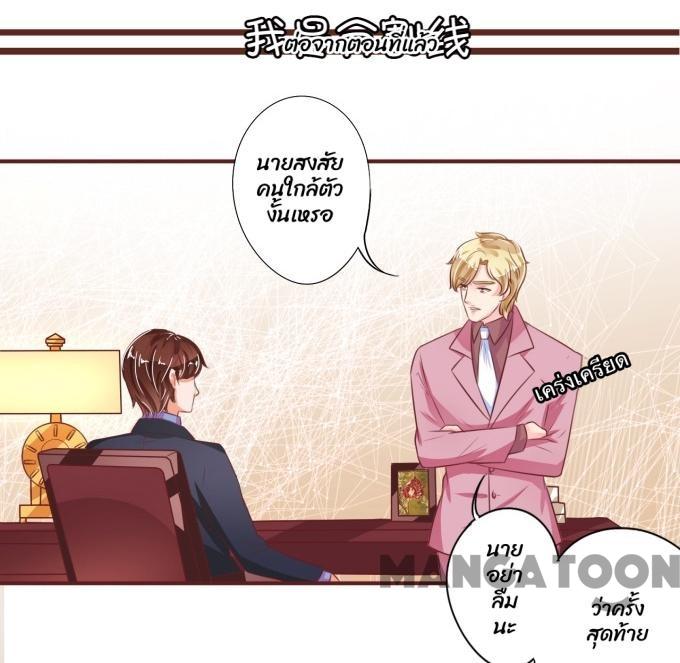 ต่อจากตอนที่แล้ว
นายสงสัย
คนใกล้ตัว
งั้นเหรอ
เคร่งเครียด
นาย
อย่า
ลืม
นะ
ว่าครั้ง
สุดท้าย
MANGATOON